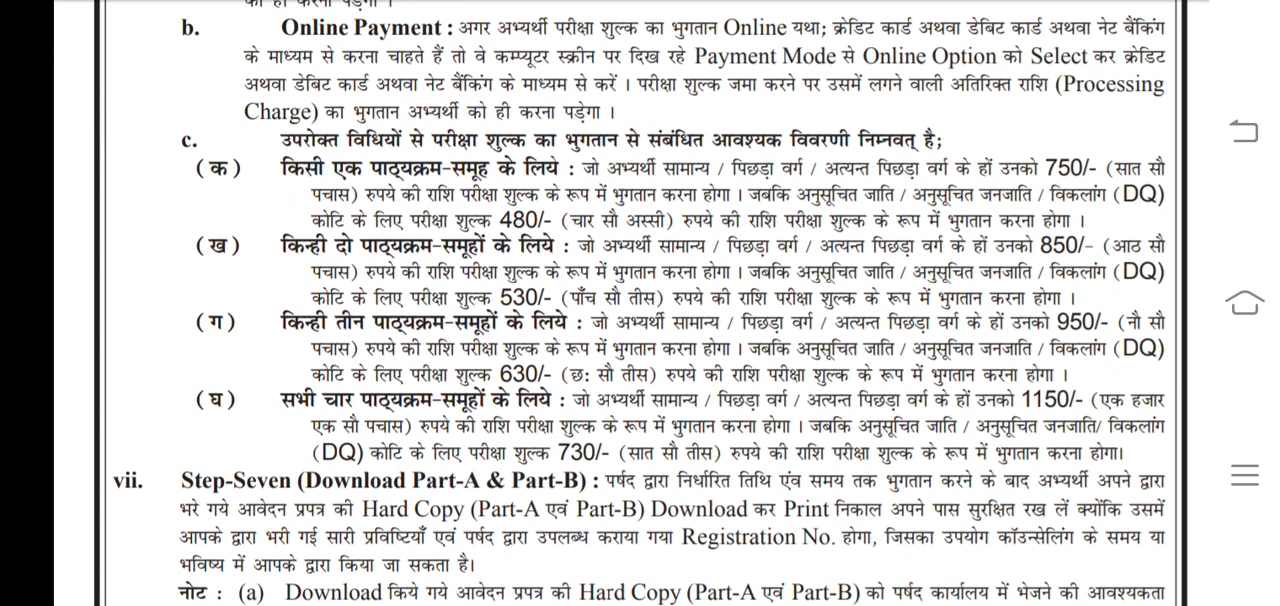 b. Online Payment : अगर अभ्यर्थी परीक्षा शुल्क का भुगतान Online यथा; क्रेडिट कार्ड अथवा डेबिट कार्ड अथवा नेट बैंकिंग
के माध्यम से करना चाहते हैं तो वे कम्प्यूटर स्क्रीन पर दिख रहे Payment Mode से Online Option को Select कर क्रेडिट
अथवा डेबिट कार्ड अथवा नेट बैंकिंग के माध्यम से करें । परीक्षा शुल्क जमा करने पर उसमें लगने वाली अतिरिक्त राशि (Processing
Charge) का भुगतान अभ्यर्थी को ही करना पड़ेगा ।
c. उपरोक्त विधियों से परीक्षा शुल्क का भुगतान से संबंधित आवश्यक विवरणी निम्नवत् है;
(क) किसी एक पाठ्यक्रम-समूह के लिये : जो अभ्यर्थी सामान्य / पिछड़ा वर्ग / अत्यन्त पिछड़ा वर्ग के हों उनको 750/- (सात सौ
पचास) रुपये की राशि परीक्षा शुल्क के रूप में भुगतान करना होगा । जबकि अनुसूचित जाति / अनुसूचित जनजाति / विकलांग (DQ)
कोटि के लिए परीक्षा शुल्क 480/- (चार सौ अस्सी) रुपये की राशि परीक्षा शुल्क के रूप में भुगतान करना होगा ।
(ख) किन्ही दो पाठ्यक्रम-समूहों के लिये : जो अभ्यर्थी सामान्य / पिछड़ा वर्ग / अत्यन्त पिछड़ा वर्ग के हों उनको 850/- (आठ सौ
पचास) रुपये की राशि परीक्षा शुल्क के रूप में भुगतान करना होगा । जबकि अनुसूचित जाति / अनुसूचित जनजाति / विकलांग (DQ)
कोटि के लिए परीक्षा शुल्क 530/- (पाँच सौ तीस) रुपये की राशि परीक्षा शुल्क के रूप में भुगतान करना होगा ।
(ग) किन्ही तीन पाठ्यक्रम-समूहों के लिये : जो अभ्यर्थी सामान्य / पिछड़ा वर्ग / अत्यन्त पिछड़ा वर्ग के हों उनको 950/- (नौ सौ
पचास) रुपये की राशि परीक्षा शुल्क के रूप में भुगतान करना होगा । जबकि अनुसूचित जाति / अनुसूचित जनजाति / विकलांग (DQ)
कोटि के लिए परीक्षा शुल्क 630/- (छ: सौ तीस) रुपये की राशि परीक्षा शुल्क के रूप में भुगतान करना होगा ।
(घ) सभी चार पाठ्यक्रम-समूहों के लिये : जो अभ्यर्थी सामान्य / पिछड़ा वर्ग / अत्यन्त पिछड़ा वर्ग के हों उनको 1150/- (एक हजार
एक सौ पचास) रुपये की राशि परीक्षा शुल्क के रूप में भुगतान करना होगा । जबकि अनुसूचित जाति / अनुसूचित जनजाति/ विकलांग
(DQ) कोटि के लिए परीक्षा शुल्क 730/- (सात सौ तीस) रुपये की राशि परीक्षा शुल्क के रूप में भुगतान करना होगा।
vii. Step-Seven (Download Part-A & Part-B) : पर्षद द्वारा निर्धारित तिथि एंव समय तक भुगतान करने के बाद अभ्यर्थी अपने द्वारा
भरे गये आवेदन प्रपत्र की Hard Copy (Part-A एवं Part-B) Download कर Print निकाल अपने पास सुरक्षित रख लें क्योंकि उसमें
आपके द्वारा भरी गई सारी प्रविष्टियाँ एवं पर्षद द्वारा उपलब्ध कराया गया Registration No. होगा, जिसका उपयोग कॉउन्सेलिंग के समय या
भविष्य में आपके द्वारा किया जा सकता है।
नोट : (a) Download किये गये आवेदन प्रपत्र की Hard Copy (Part-A एवं Part-B) को पर्षद कार्यालय में भेजने की आवश्यकता